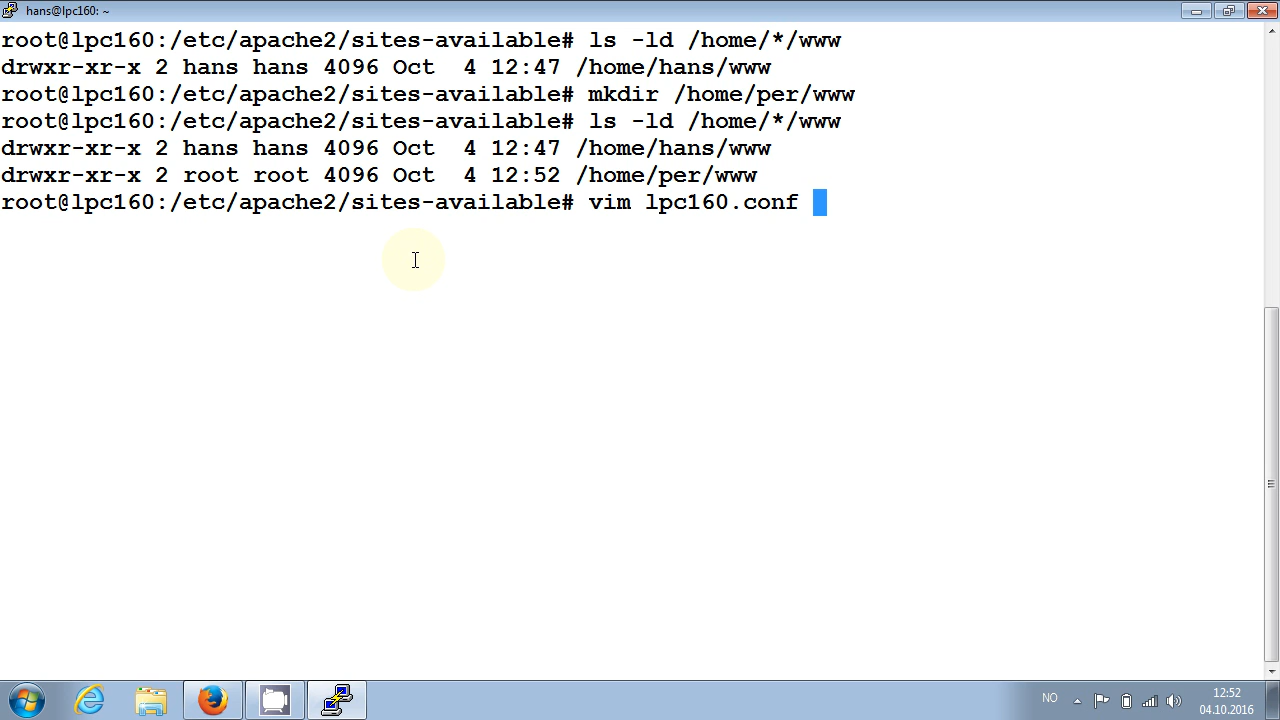 hans@lpc160: ~
root@lpc160:/etc/apache2/sites-available# ls -ld /home/*/www
drwxr-xr-x 2 hans hans 4096 Oct  4 12:47 /home/hans/www
root@lpc160:/etc/apache2/sites-available# mkdir /home/per/www
root@lpc160:/etc/apache2/sites-available# ls -ld /home/*/www
drwxr-xr-x 2 hans hans 4096 Oct  4 12:47 /home/hans/www
drwxr-xr-x 2 root root 4096 Oct  4 12:52 /home/per/www
root@lpc160:/etc/apache2/sites-available# vim lpc160.conf
NO
12:52
04.10.2016